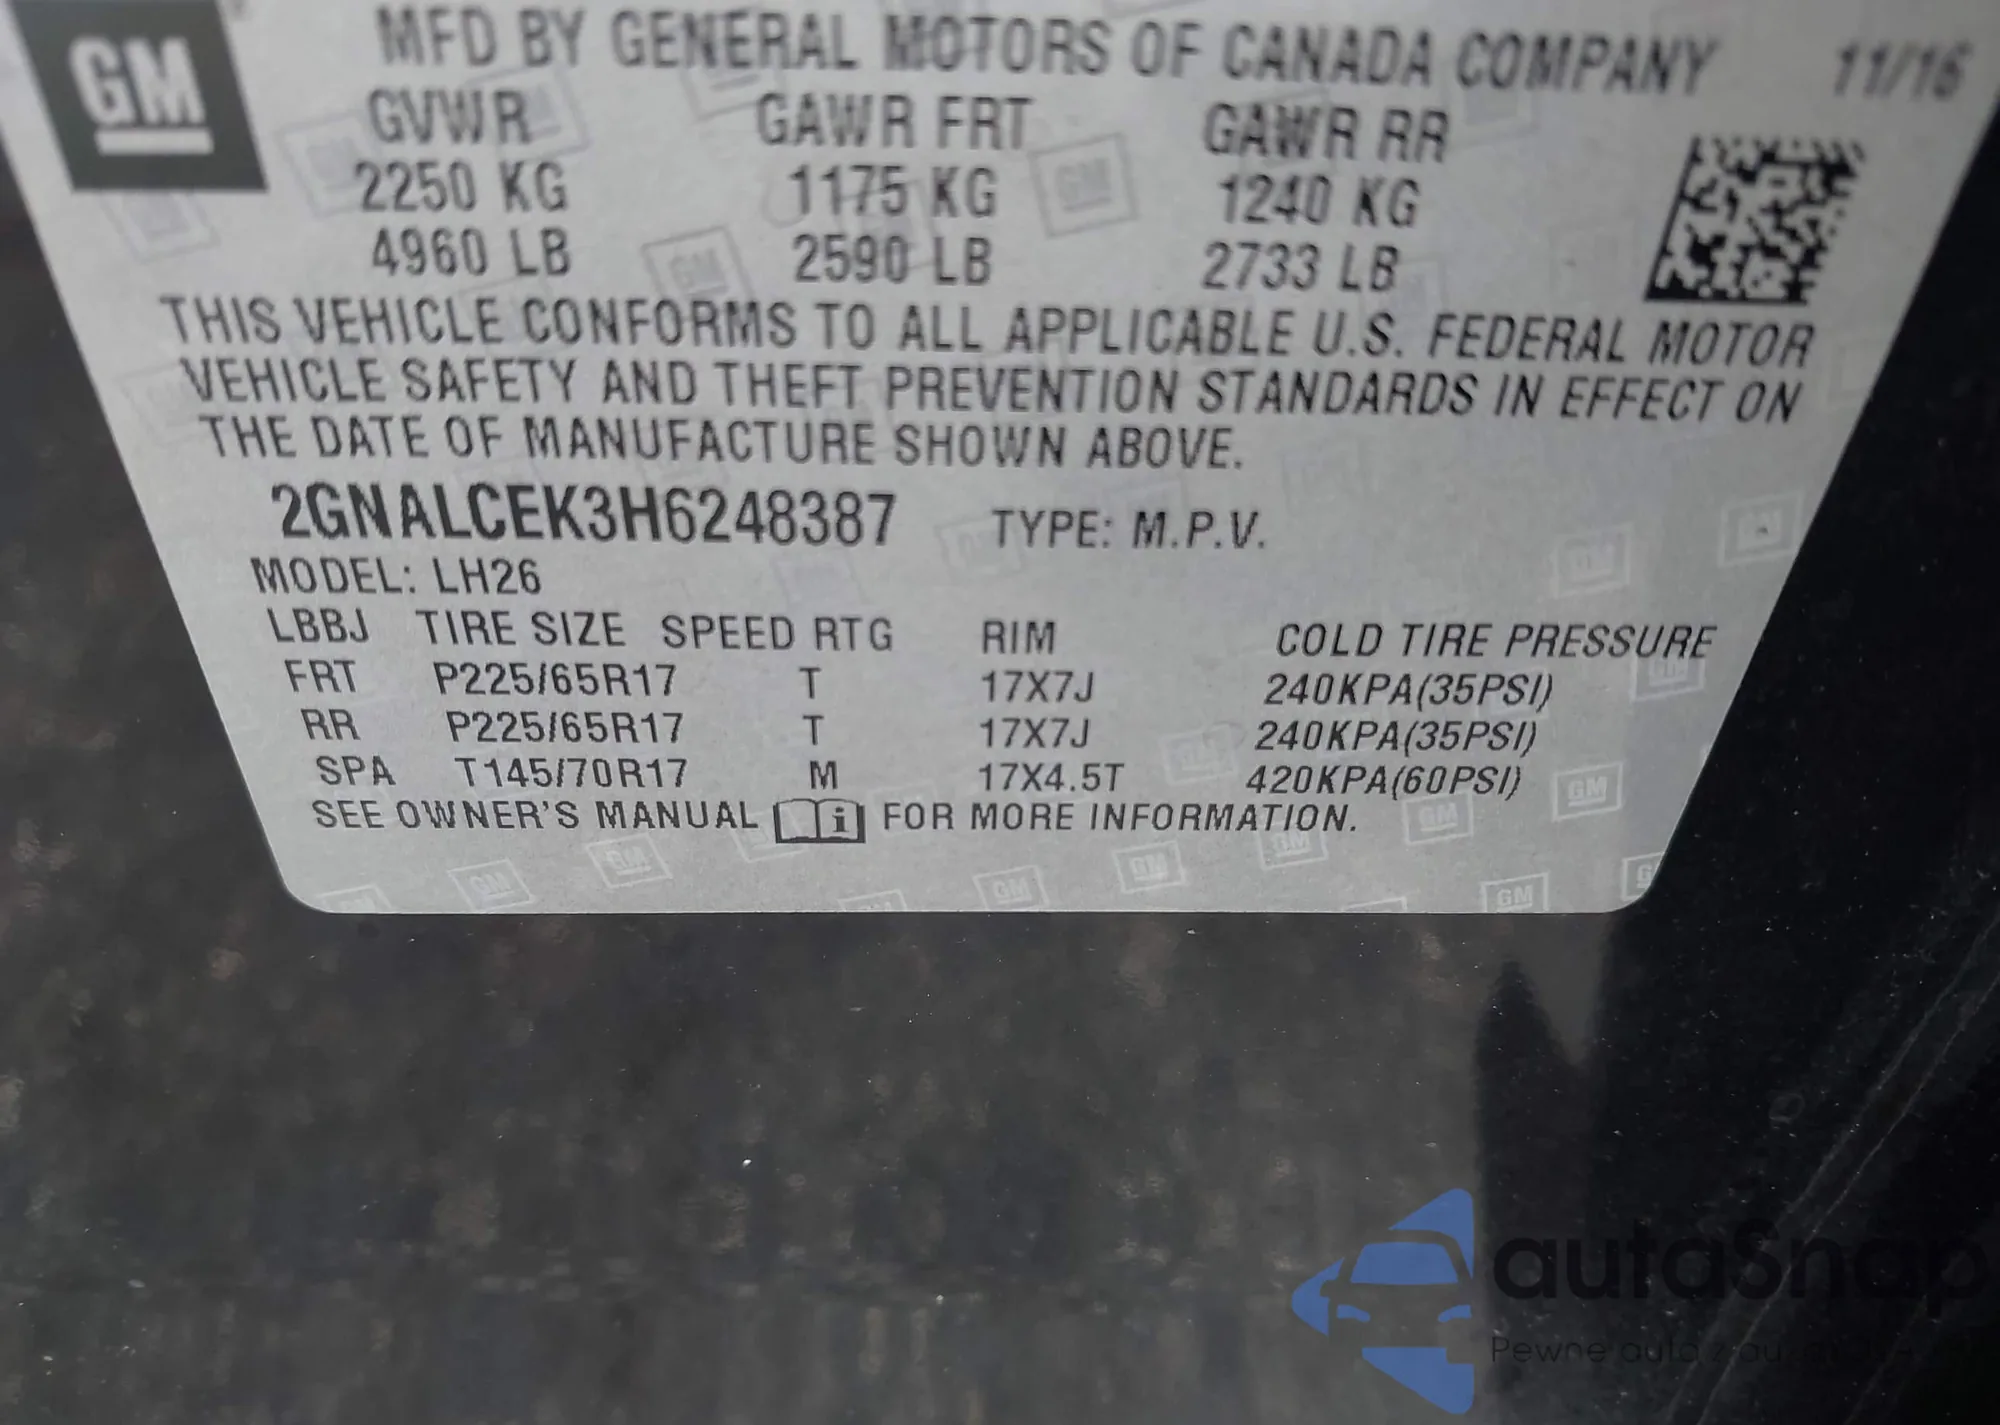 GM
MFD BY GENERAL MOTORS OF CANADA COMPANY 11/16
GVWR GAWR FRT GAWR RR
2250 KG 1175 KG 1240 KG
4960 LB 2590 LB 2733 LB
THIS VEHICLE CONFORMS TO ALL APPLICABLE U.S. FEDERAL MOTOR
VEHICLE SAFETY AND THEFT PREVENTION STANDARDS IN EFFECT ON
THE DATE OF MANUFACTURE SHOWN ABOVE.
2GNALCEK3H6248387 TYPE: M.P.V.
MODEL: LH26
LBBJ TIRE SIZE SPEED RTG RIM COLD TIRE PRESSURE
FRT P225/65R17 T 17X7J 240KPA(35PSI)
RR P225/65R17 T 17X7J 240KPA(35PSI)
SPA T145/70R17 M 17X4.5T 420KPA(60PSI)
SEE OWNER'S MANUAL i FOR MORE INFORMATION.
autaSnap
Pewne auta z